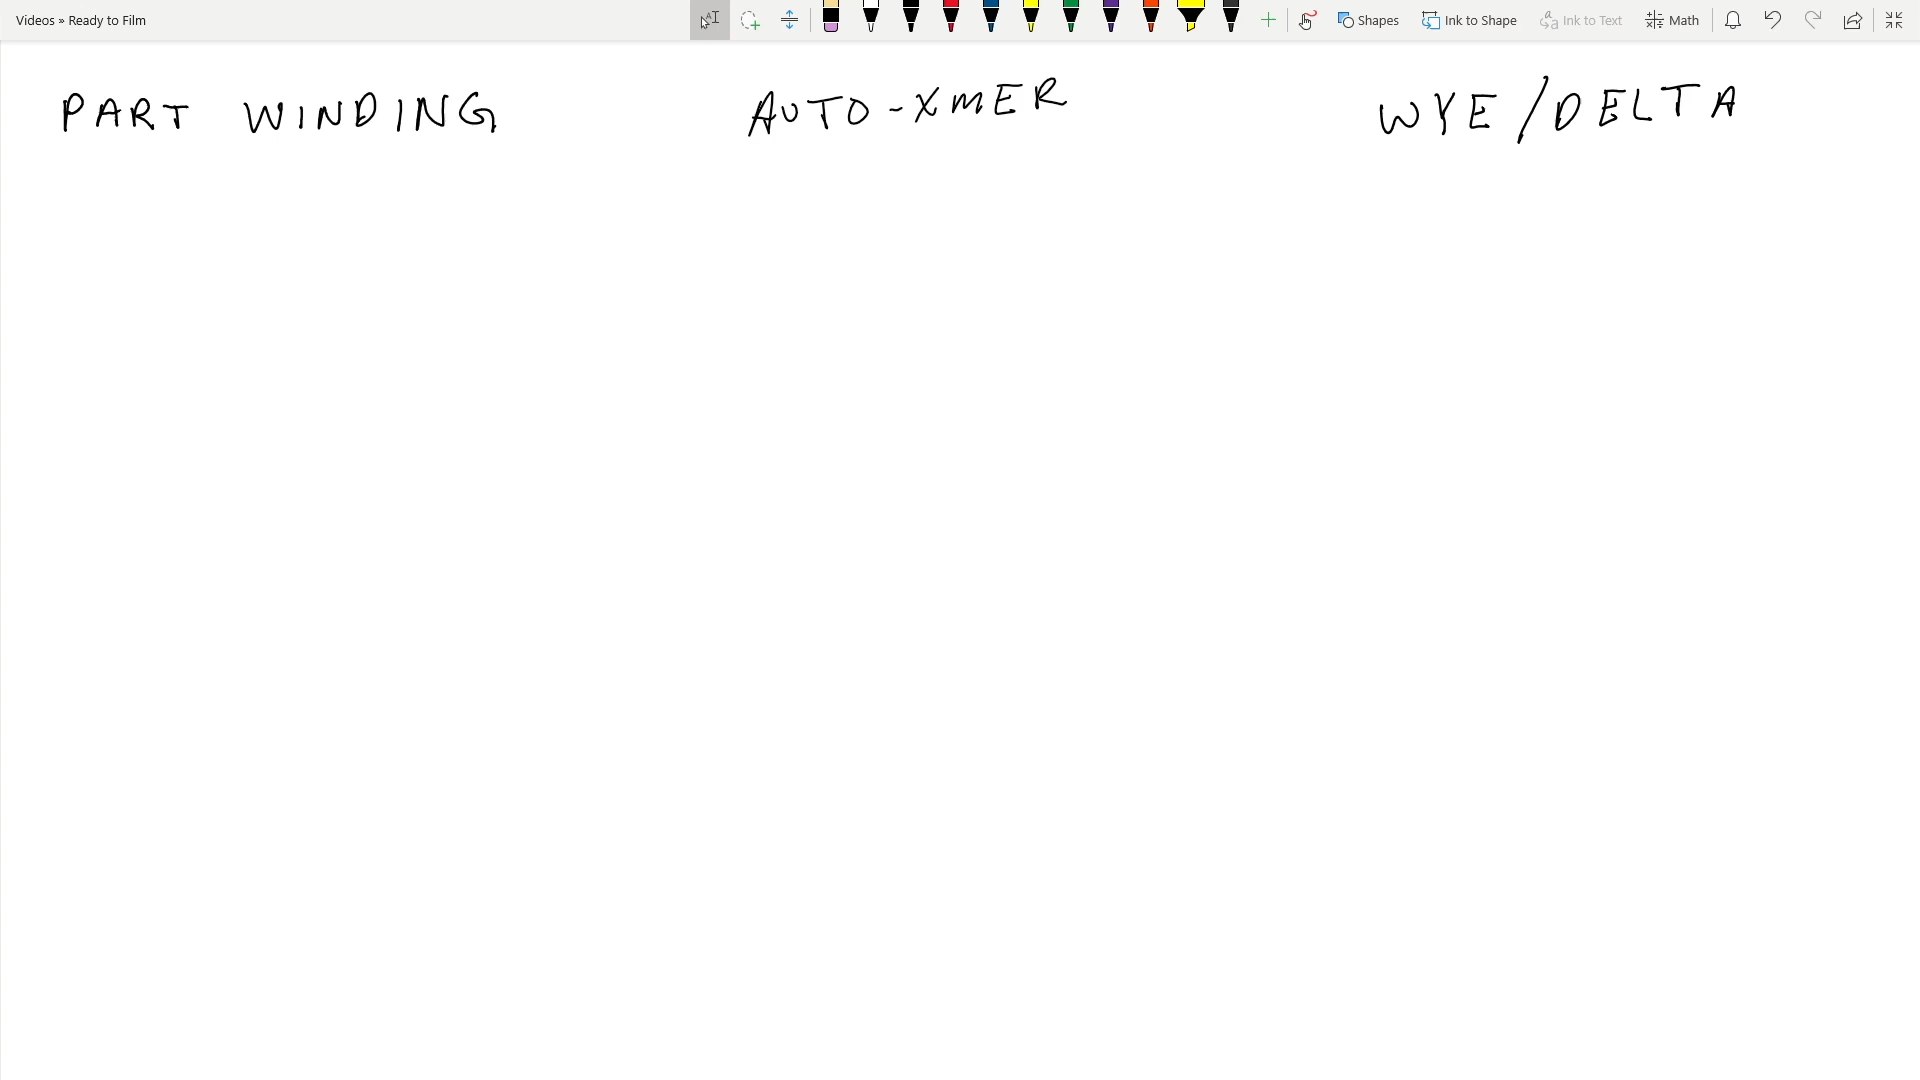 Videos » Ready to Film
Shapes
Ink to Shape
Ink to Text
Math
PART WINDING
AUTO-XMER
WYE/DELTA